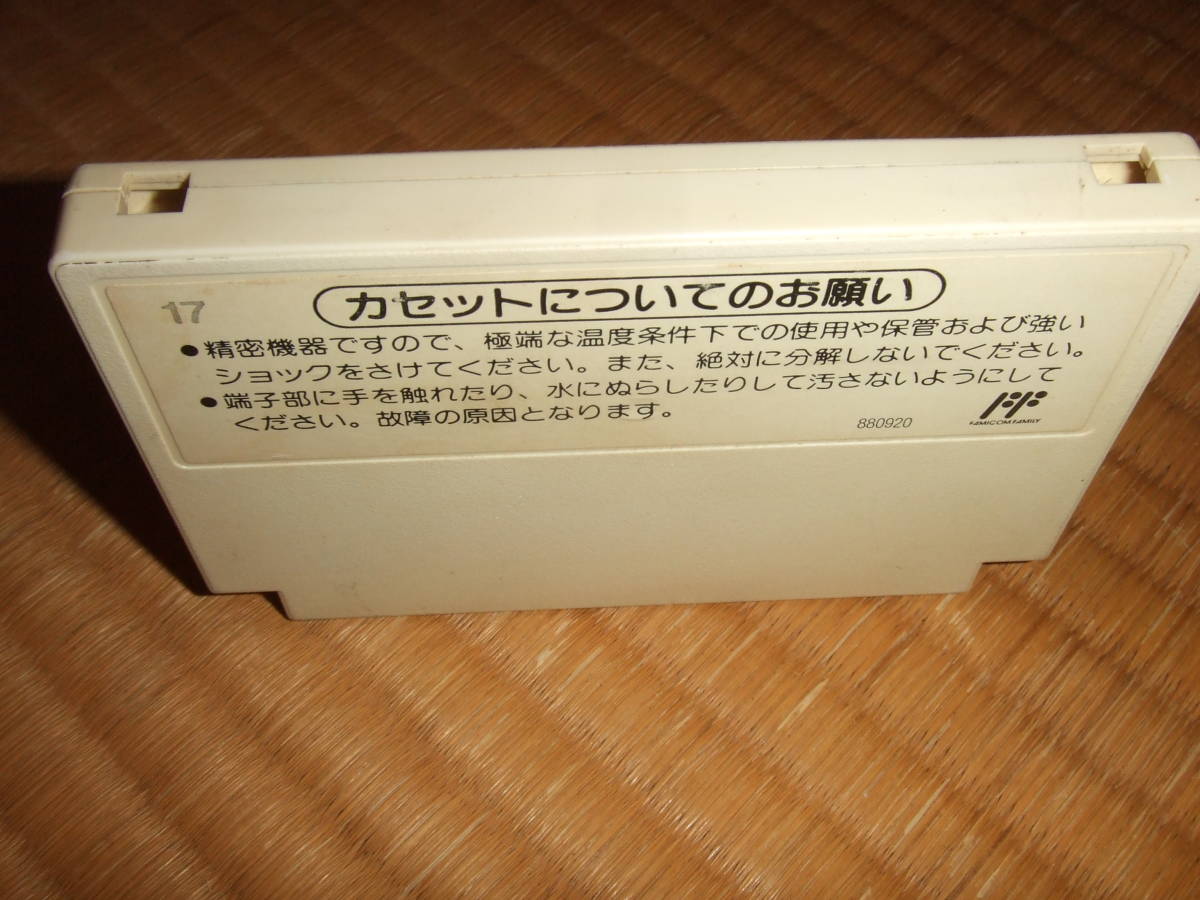 17
カセットについてのお願い
●精密機器ですので、極端な温度条件下での使用や保管および強い
ショックをさけてください。また、絶対に分解しないでください。
●端子部に手を触れたり、水にぬらしたりして汚さないようにして
ください。故障の原因となります。
880920
FAMICOM FAMILY